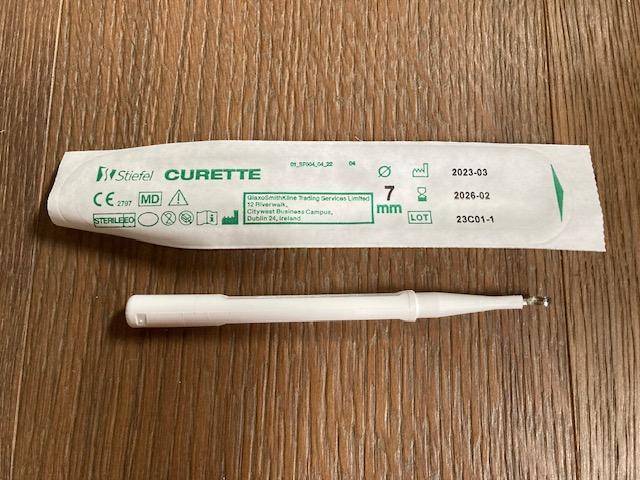 Stiefel CURETTE
01_SF004_04_22 04
CE 2797 MD
STERILE EO
GlaxoSmithKline Trading Services Limited
12 Riverwalk,
Citywest Business Campus,
Dublin 24, Ireland
Ø
7
mm
2023-03
2026-02
LOT 23C01-1